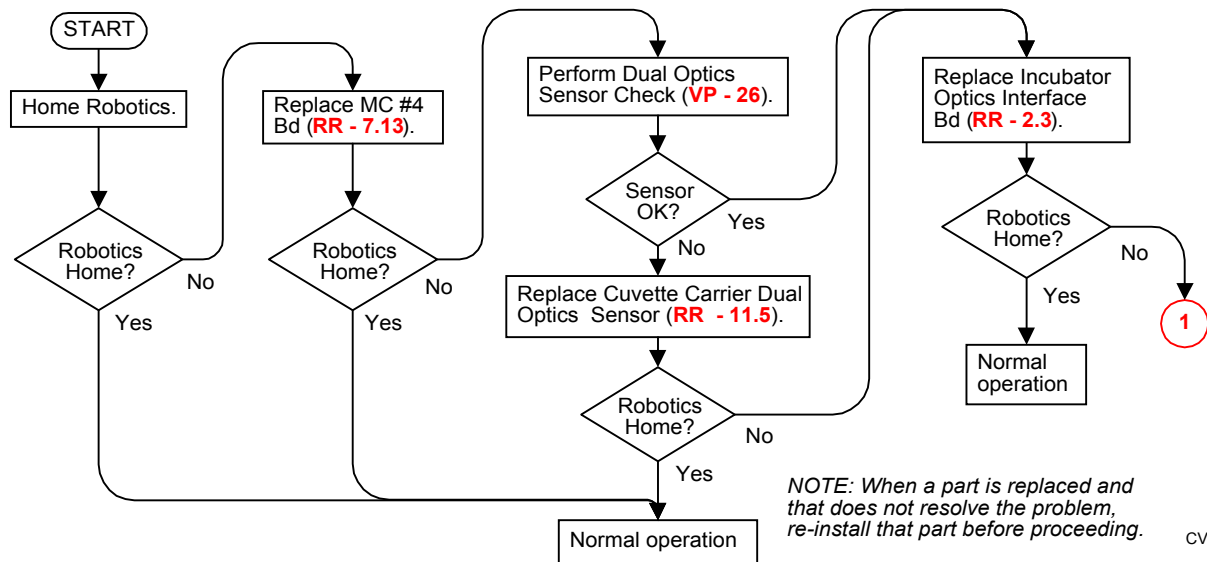 START
Home Robotics.
Robotics
Home?
No
Yes
Replace MC #4
Bd (RR - 7.13).
Robotics
Home?
No
Yes
Perform Dual Optics
Sensor Check (VP - 26).
Sensor
OK?
Yes
No
Replace Cuvette Carrier Dual
Optics Sensor (RR - 11.5).
Robotics
Home?
No
Yes
Normal operation
Replace Incubator
Optics Interface
Bd (RR - 2.3).
Robotics
Home?
No
Yes
1
Normal
operation
NOTE: When a part is replaced and
that does not resolve the problem,
re-install that part before proceeding.
CV